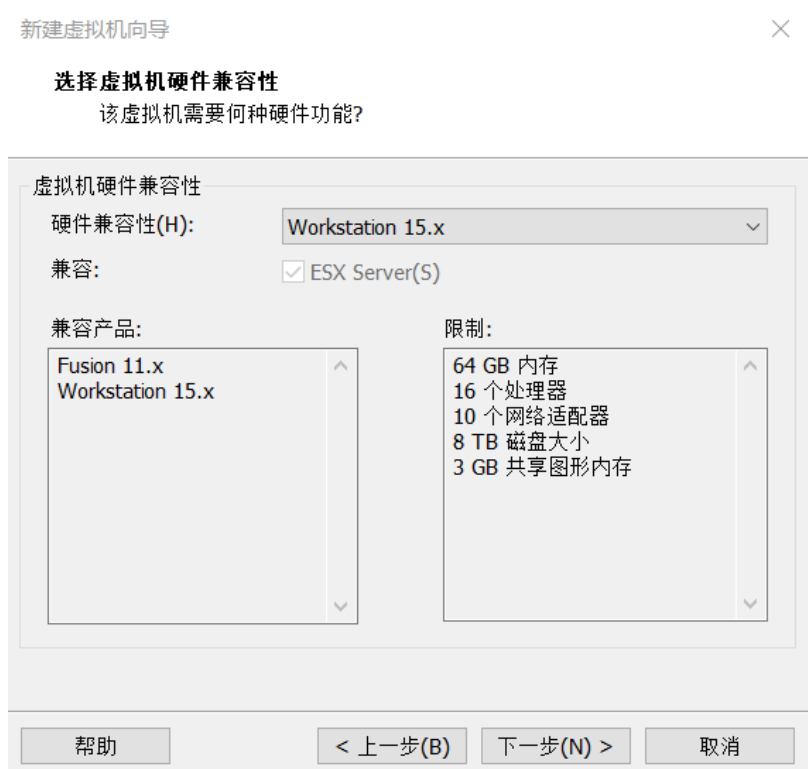 新建虚拟机向导
选择虚拟机硬件兼容性
该虚拟机需要何种硬件功能?
虚拟机硬件兼容性
硬件兼容性(H):
Workstation 15.x
兼容:
ESX Server(S)
兼容产品:
Fusion 11.x
Workstation 15.x
限制:
64 GB 内存
16 个处理器
10 个网络适配器
8 TB 磁盘大小
3 GB 共享图形内存
帮助
< 上一步(B)
下一步(N) >
取消